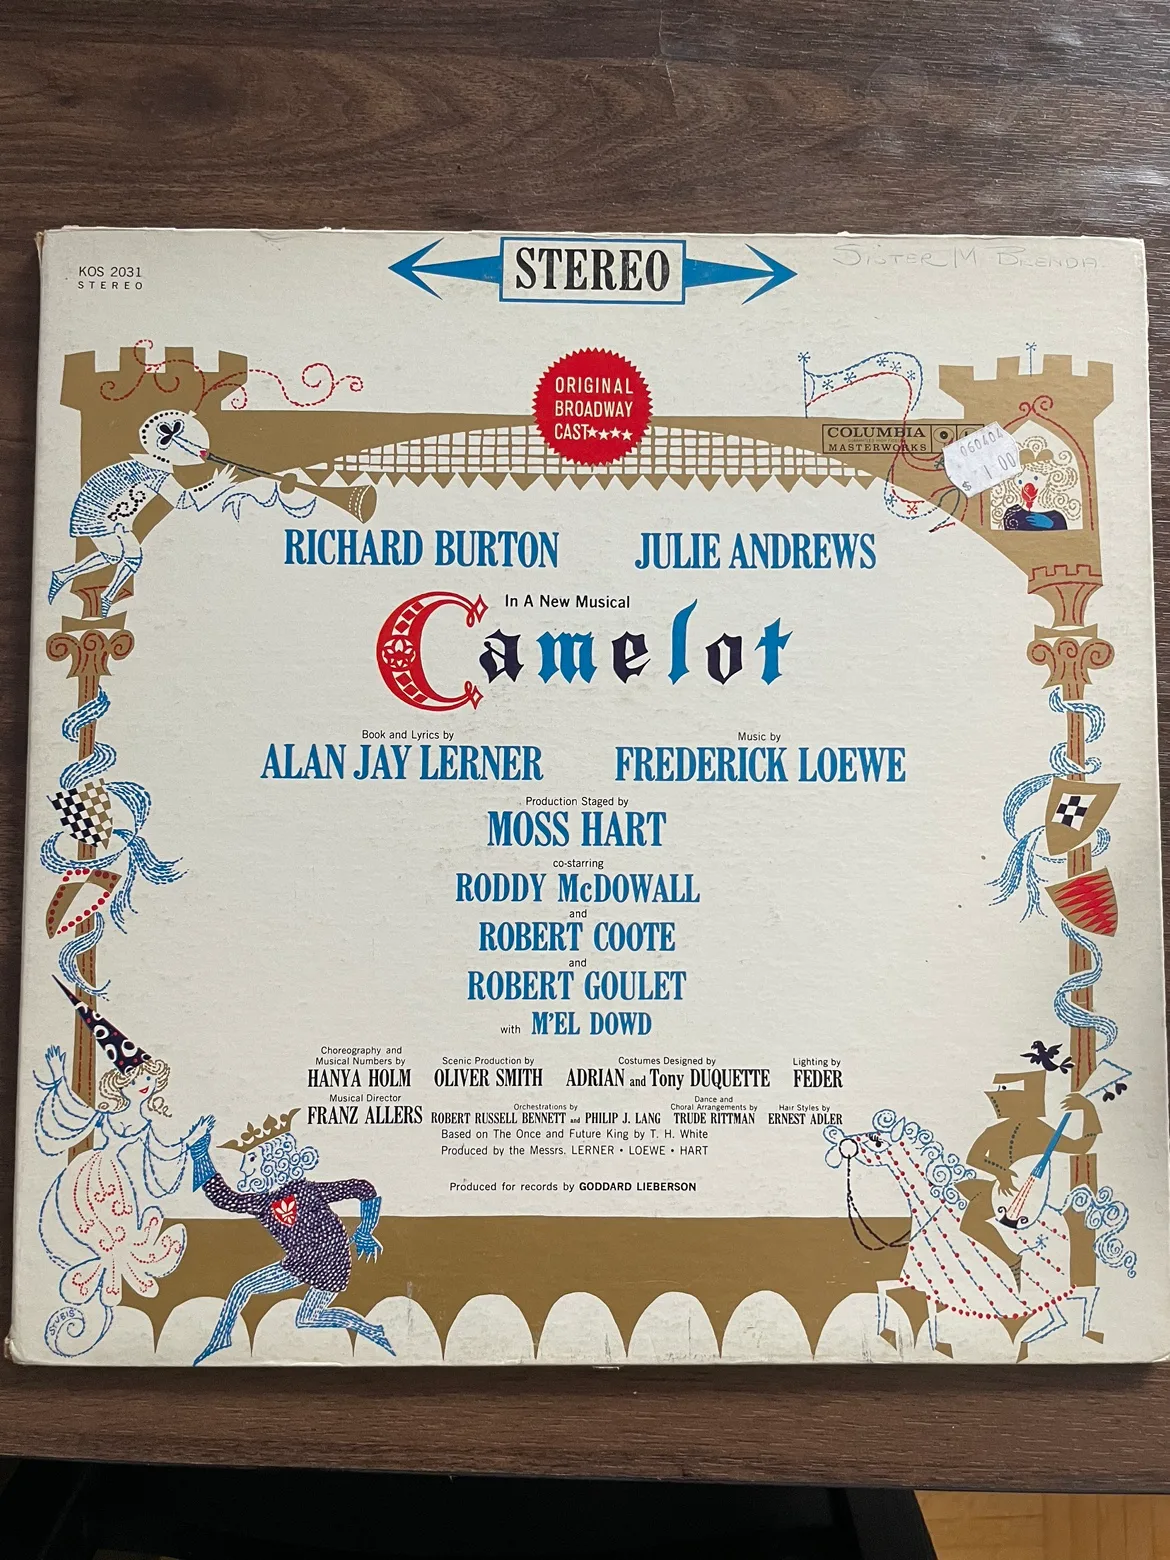 KOS 2031
STEREO
STEREO
Sister M Brenda
ORIGINAL
BROADWAY
CAST★★★★
COLUMBIA
MASTERWORKS
060404
$ 1.00
RICHARD BURTON JULIE ANDREWS
In A New Musical
Camelot
Book and Lyrics by Music by
ALAN JAY LERNER FREDERICK LOEWE
Production Staged by
MOSS HART
co-starring
RODDY McDOWALL
and
ROBERT COOTE
and
ROBERT GOULET
with M'EL DOWD
Choreography and
Musical Numbers by Scenic Production by Costumes Designed by Lighting by
HANYA HOLM OLIVER SMITH ADRIAN and Tony DUQUETTE FEDER
Musical Director Orchestrations by Dance and Choral Arrangements by Hair Styles by
FRANZ ALLERS ROBERT RUSSELL BENNETT and PHILIP J. LANG TRUDE RITTMAN ERNEST ADLER
Based on The Once and Future King by T. H. White
Produced by the Messrs. LERNER • LOEWE • HART
Produced for records by GODDARD LIEBERSON
STUBIS